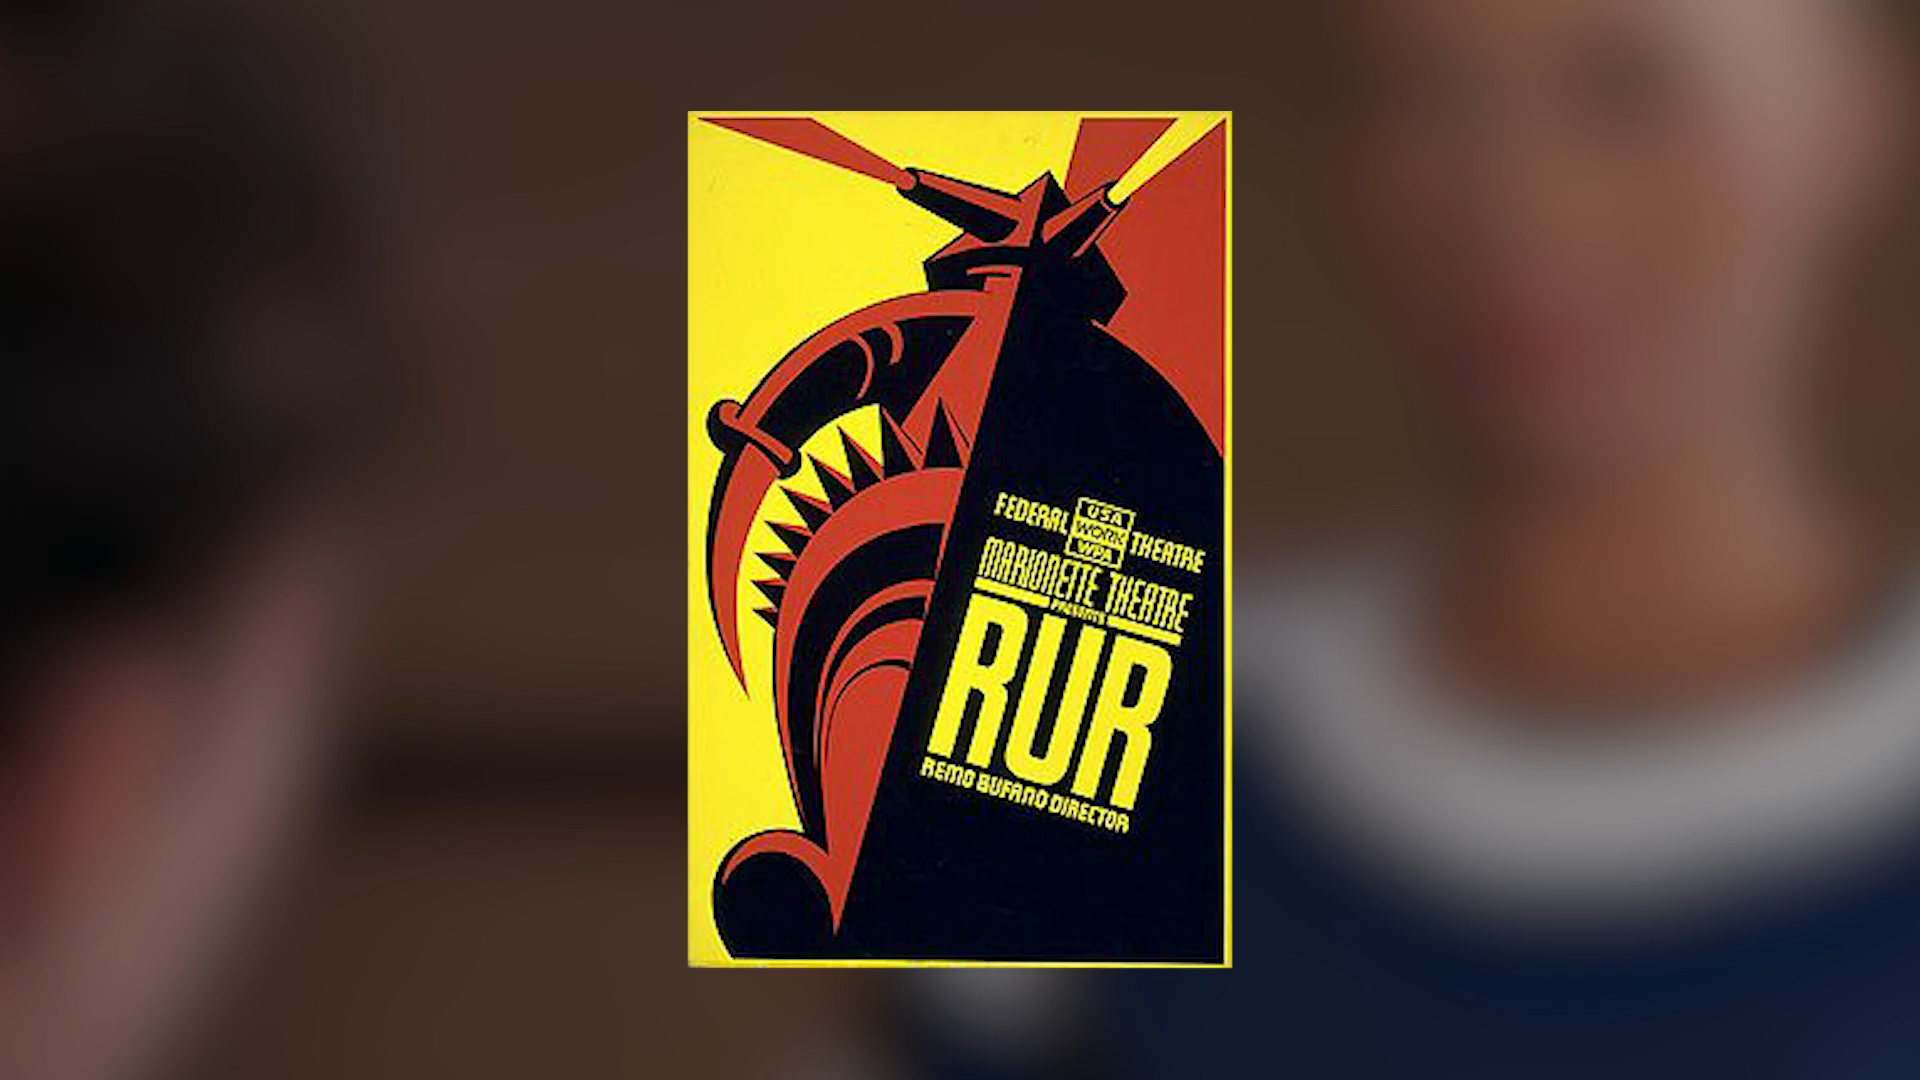 FEDERAL USA WORK WPA THEATRE
MARIONETTE THEATRE
PRESENTS
RUR
REMO BUFANO DIRECTOR